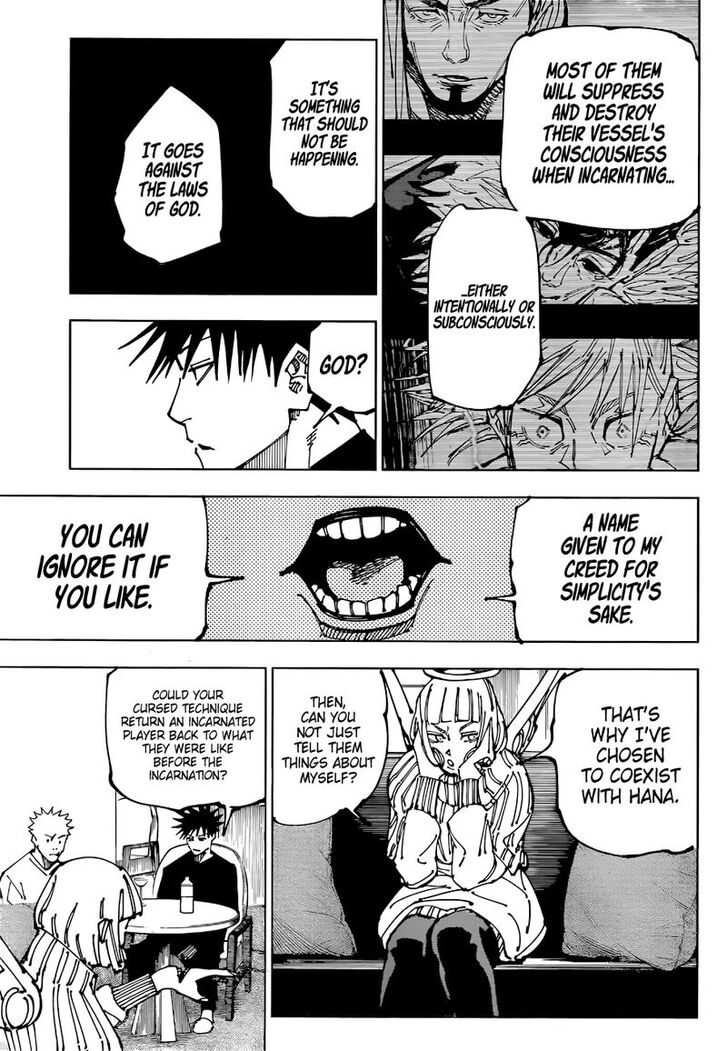 MOST OF THEM
WILL SUPPRESS
AND DESTROY
THEIR VESSEL'S
CONSCIOUSNESS
WHEN INCARNATING...
...EITHER
INTENTIONALLY OR
SUBCONSCIOUSLY.
IT'S
SOMETHING
THAT SHOULD
NOT BE
HAPPENING.
IT GOES
AGAINST
THE LAWS
OF GOD.
GOD?
A NAME
GIVEN TO MY
CREED FOR
SIMPLICITY'S
SAKE.
YOU CAN
IGNORE IT IF
YOU LIKE.
THAT'S
WHY I'VE
CHOSEN
TO COEXIST
WITH HANA.
THEN,
CAN YOU
NOT JUST
TELL THEM
THINGS ABOUT
MYSELF?
COULD YOUR
CURSED TECHNIQUE
RETURN AN INCARNATED
PLAYER BACK TO WHAT
THEY WERE LIKE
BEFORE THE
INCARNATION?